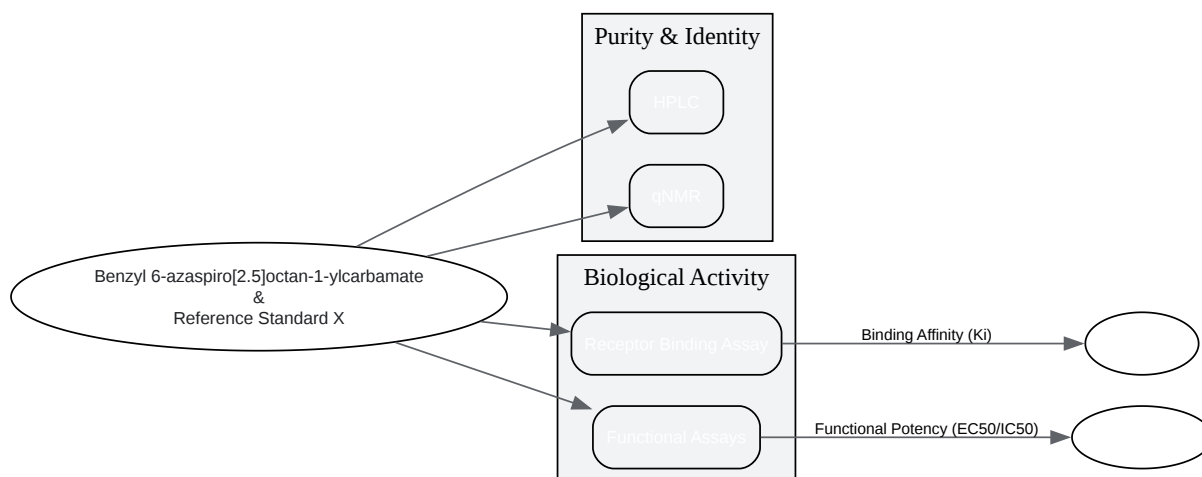 Purity & Identity
HPLC
qNMR
Benzyl 6-azaspiro[2.5]octan-1-ylcarbamate
&
Reference Standard X
Biological Activity
Receptor Binding Assay
Binding Affinity (Ki)
Functional Assays
Functional Potency (EC50/IC50)